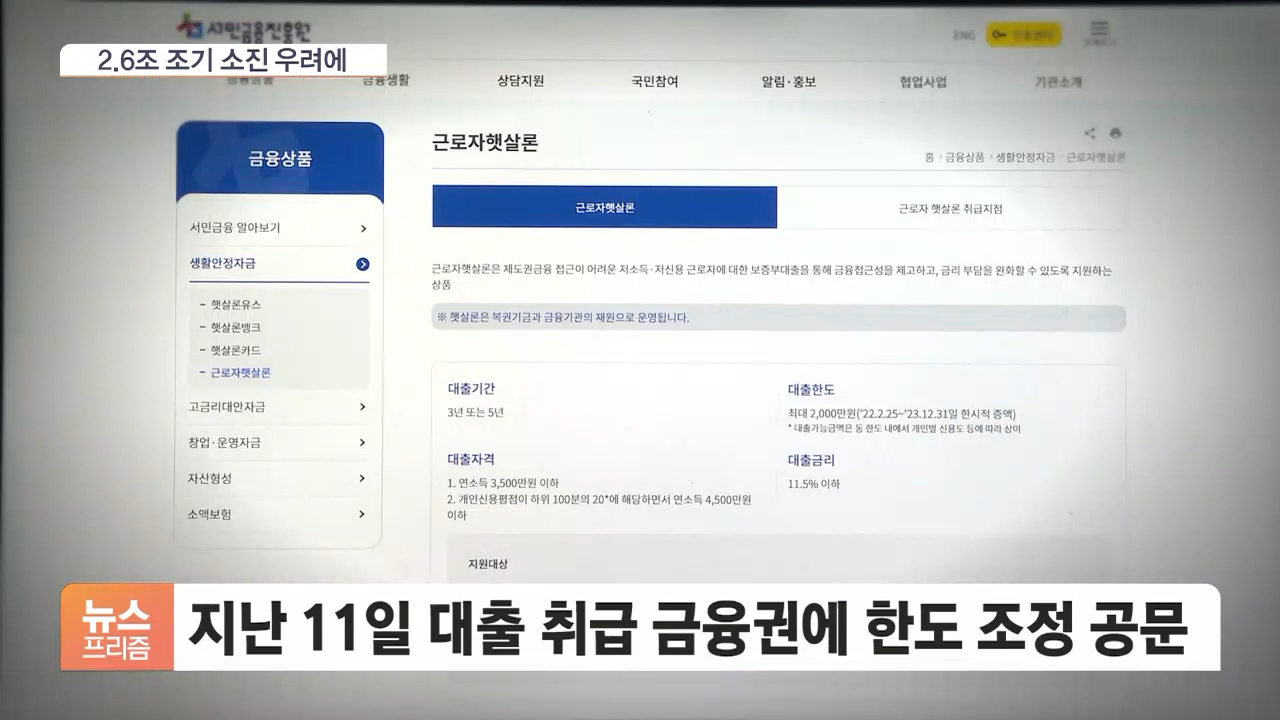 서민금융진흥원
ENG
2.6조 조기 소진 우려에
금융생활 상담지원 국민참여 알림·홍보 협업사업 기관소개
금융상품
서민금융 알아보기
생활안정자금
- 햇살론유스
- 햇살론뱅크
- 햇살론카드
- 근로자햇살론
고금리대안자금
창업·운영자금
자산형성
소액보험
근로자햇살론
홈 › 금융상품 › 생활안정자금 › 근로자햇살론
근로자햇살론 근로자 햇살론 취급지점
근로자햇살론은 제도권금융 접근이 어려운 저소득·저신용 근로자에 대한 보증부대출을 통해 금융접근성을 제고하고, 금리 부담을 완화할 수 있도록 지원하는
상품
※ 햇살론은 복권기금과 금융기관의 재원으로 운영됩니다.
대출기간
3년 또는 5년
대출한도
최대 2,000만원('22.2.25~'23.12.31일 한시적 증액)
* 대출가능금액은 동 한도 내에서 개인별 신용도 등에 따라 상이
대출자격
1. 연소득 3,500만원 이하
2. 개인신용평점이 하위 100분의 20*에 해당하면서 연소득 4,500만원
이하
대출금리
11.5% 이하
지원대상
뉴스
프리즘
지난 11일 대출 취급 금융권에 한도 조정 공문